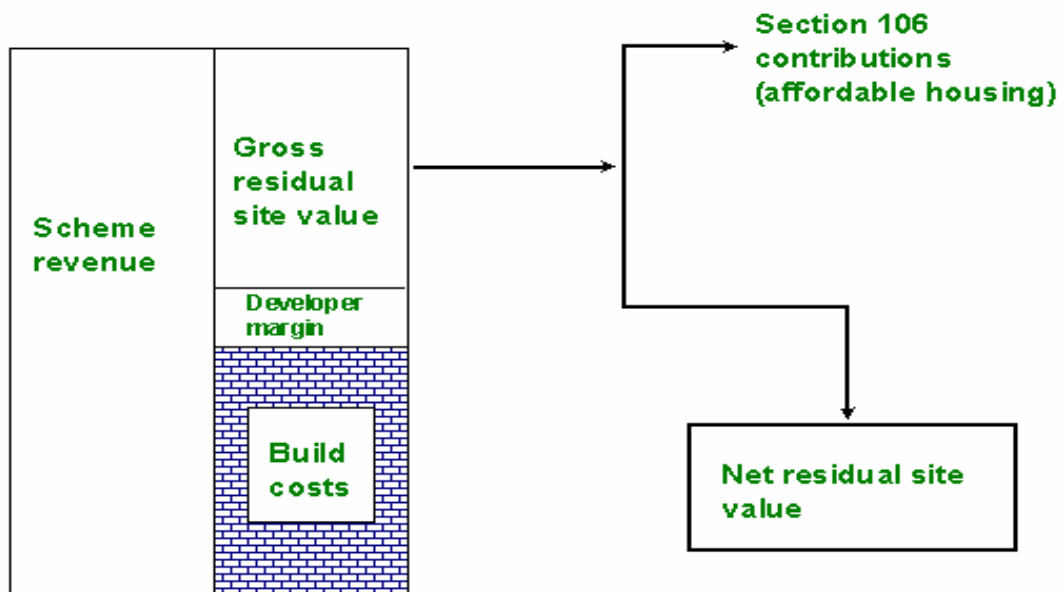 Scheme
revenue
Gross
residual
site value
Developer
margin
Build
costs
Section 106
contributions
(affordable housing)
Net residual site
value